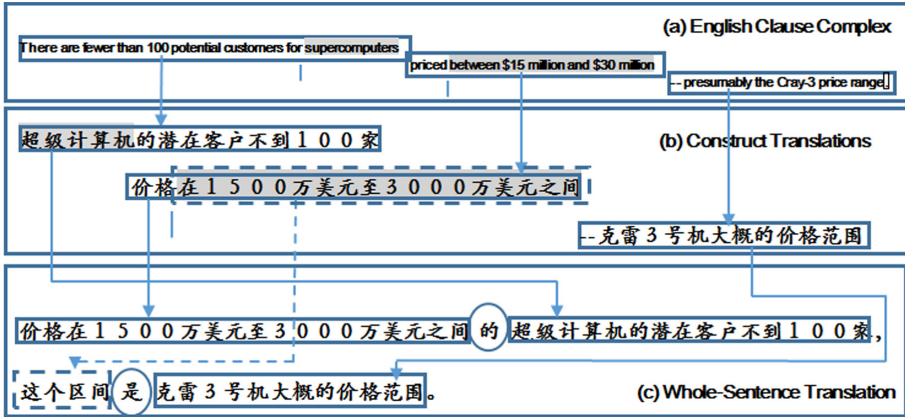 (a) English Clause Complex
There are fewer than 100 potential customers for supercomputers
priced between $15 million and $30 million
-- presumably the Cray-3 price range.
超级计算机的潜在客户不到100家
(b) Construct Translations
价格在1500万美元至3000万美元之间
--克雷3号机大概的价格范围
价格在1500万美元至3000万美元之间 的 超级计算机的潜在客户不到100家，
这个区间 是 克雷3号机大概的价格范围。
(c) Whole-Sentence Translation